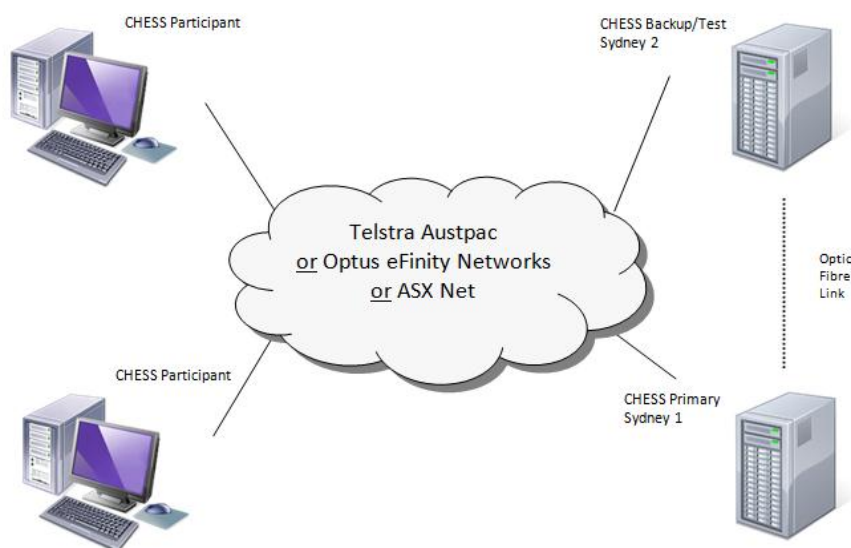 CHESS Participant
CHESS Backup/Test
Sydney 2
Telstra Austpac
or Optus eFinity Networks
or ASX Net
Fibre
Link
CHESS Participant
CHESS Primary
Sydney 1